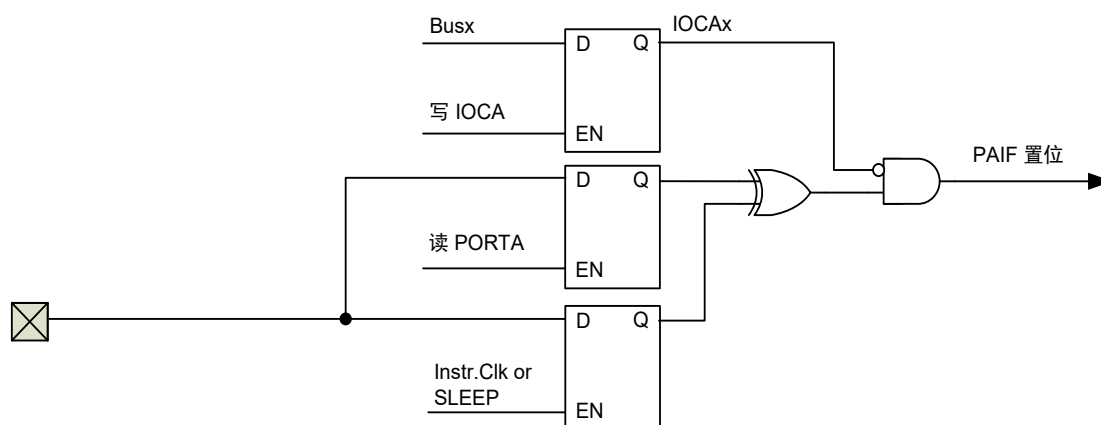 Busx
D
Q
IOCAx
写 IOCA
EN
PAIF 置位
D
Q
读 PORTA
EN
D
Q
Instr.Clk or
SLEEP
EN